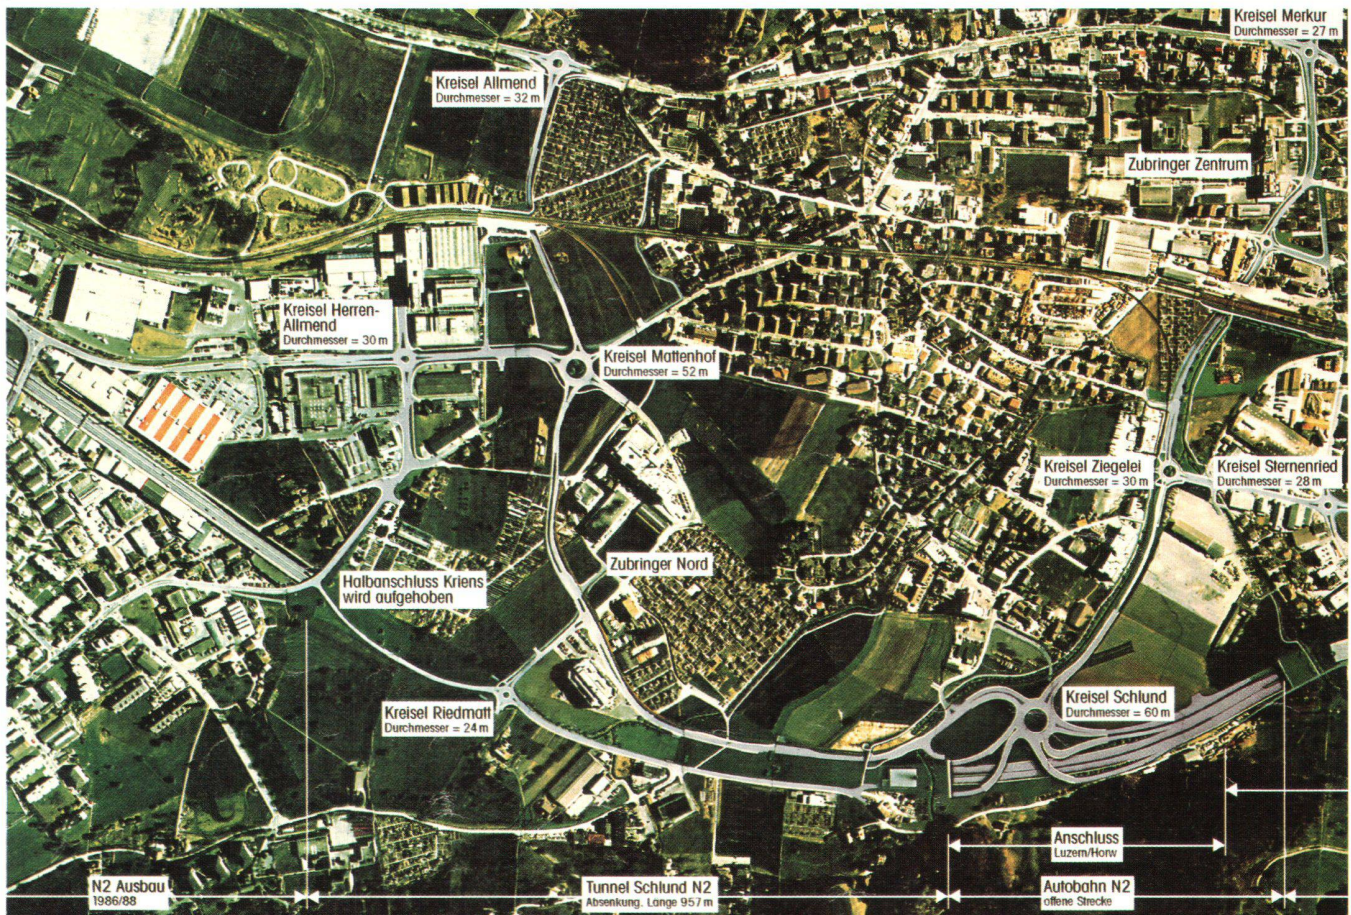 Kreisel Merkur
Durchmesser = 27 m
Kreisel Allmend
Durchmesser = 32 m
Zubringer Zentrum
Kreisel Herren-
Allmend
Durchmesser = 30 m
Kreisel Mattenhof
Durchmesser = 52 m
Kreisel Ziegelei
Durchmesser = 30 m
Kreisel Sternenried
Durchmesser = 28 m
Zubringer Nord
Halbanschluss Kriens
wird aufgehoben
Kreisel Riedmatt
Durchmesser = 24 m
Kreisel Schlund
Durchmesser = 60 m
Anschluss
Luzern/Horw
N2 Ausbau
1986/88
Tunnel Schlund N2
Absenkung. Länge 957 m
Autobahn N2
offene Strecke